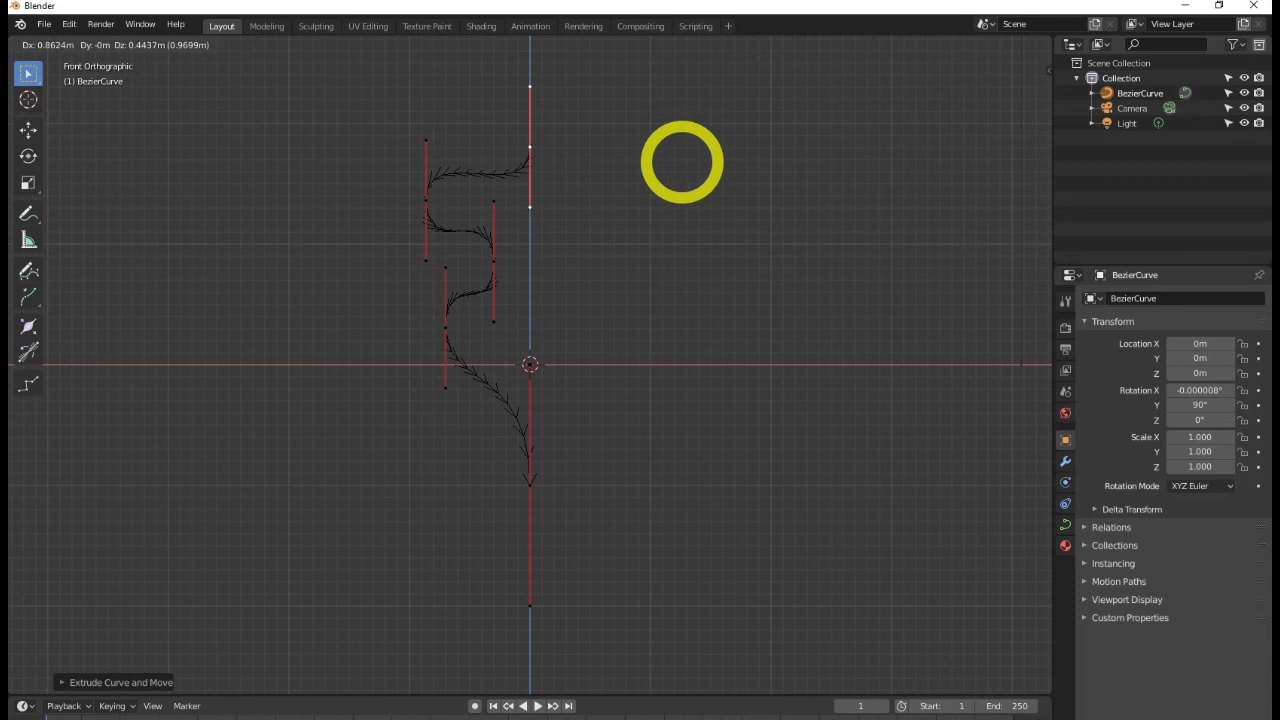 Blender
File Edit Render Window Help Layout Modeling Sculpting UV Editing Texture Paint Shading Animation Rendering Compositing Scripting + Scene View Layer
Dx: 0.8624m Dy: -0m Dz: 0.4437m (0.9699m)
Front Orthographic
(1) BezierCurve
Scene Collection
Collection
BezierCurve
Camera
Light
BezierCurve
BezierCurve
Transform
Location X 0m
Y 0m
Z 0m
Rotation X -0.000008°
Y 90°
Z 0°
Scale X 1.000
Y 1.000
Z 1.000
Rotation Mode XYZ Euler
Delta Transform
Relations
Collections
Instancing
Motion Paths
Viewport Display
Custom Properties
Extrude Curve and Move
Playback Keying View Marker 1 Start: 1 End: 250